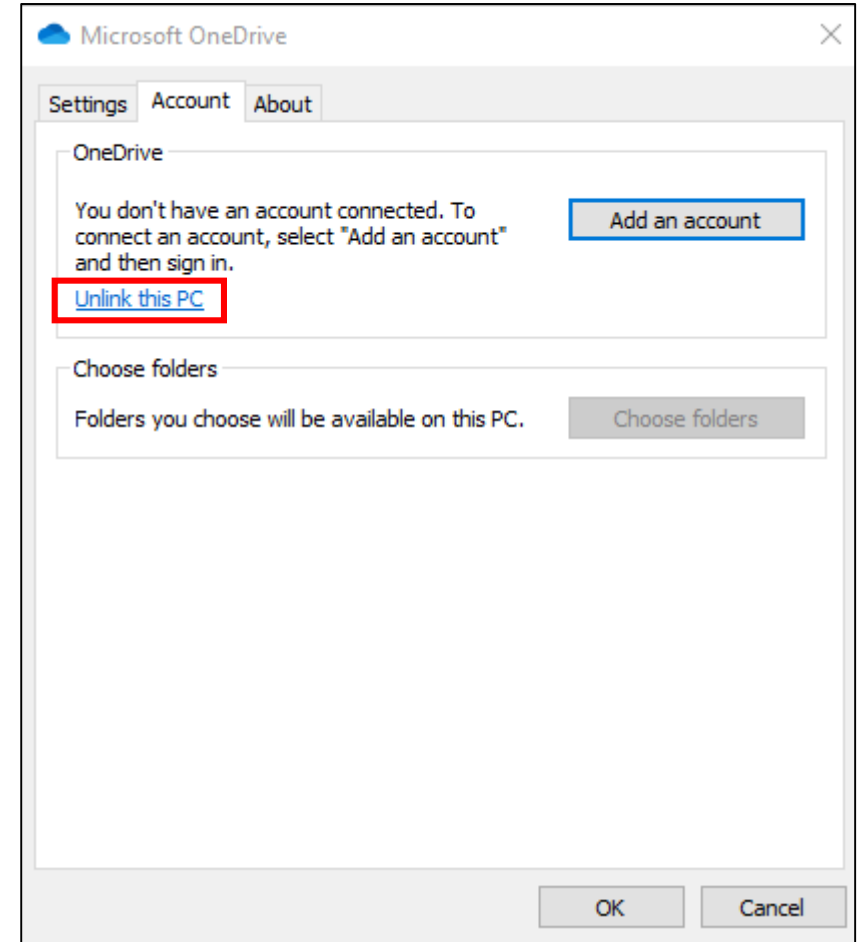 Microsoft OneDrive
Settings Account About
OneDrive
You don't have an account connected. To
connect an account, select "Add an account"
and then sign in.
Add an account
Unlink this PC
Choose folders
Folders you choose will be available on this PC.
Choose folders
OK Cancel